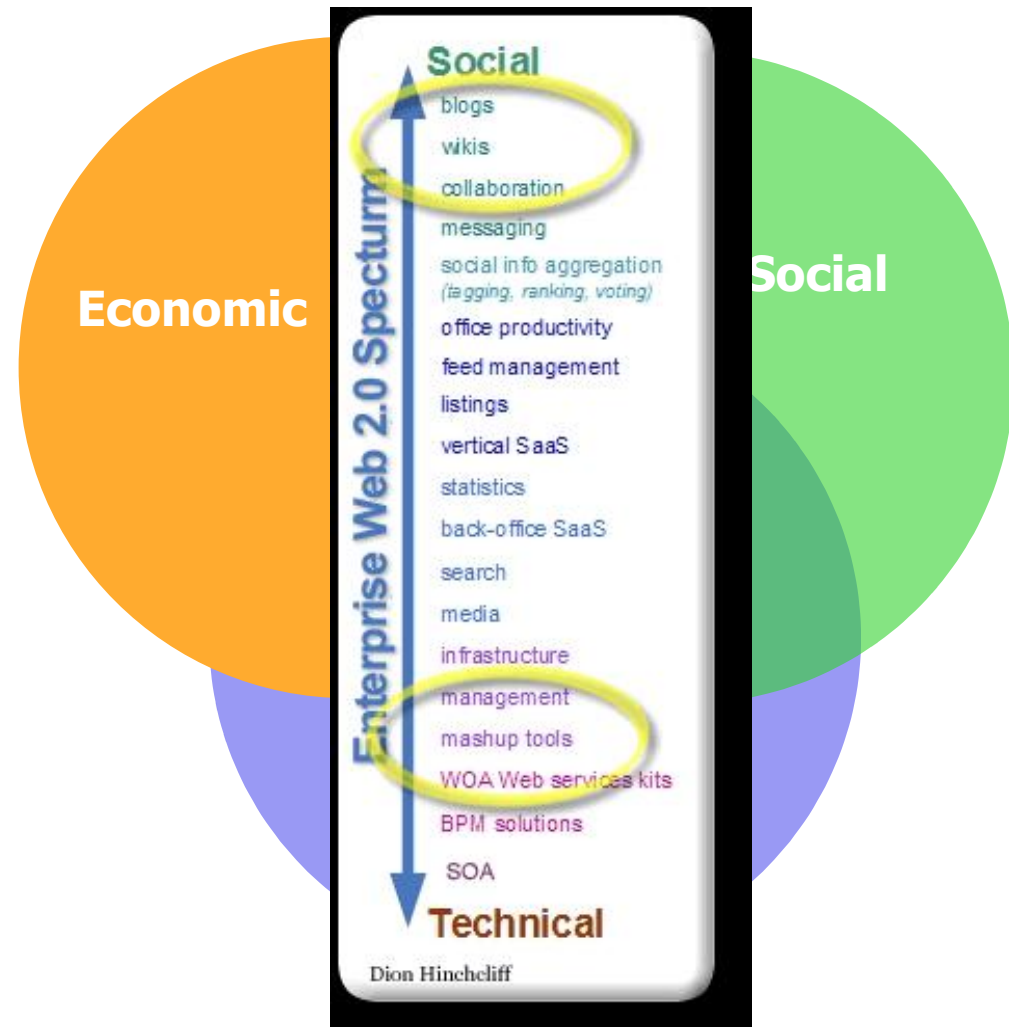 Economic
Social
Enterprise Web 2.0 Specturm
Social
blogs
wikis
collaboration
messaging
social info aggregation
(tagging, ranking, voting)
office productivity
feed management
listings
vertical SaaS
statistics
back-office SaaS
search
media
infrastructure
management
mashup tools
WOA Web services kits
BPM solutions
SOA
Technical
Dion Hinchcliff